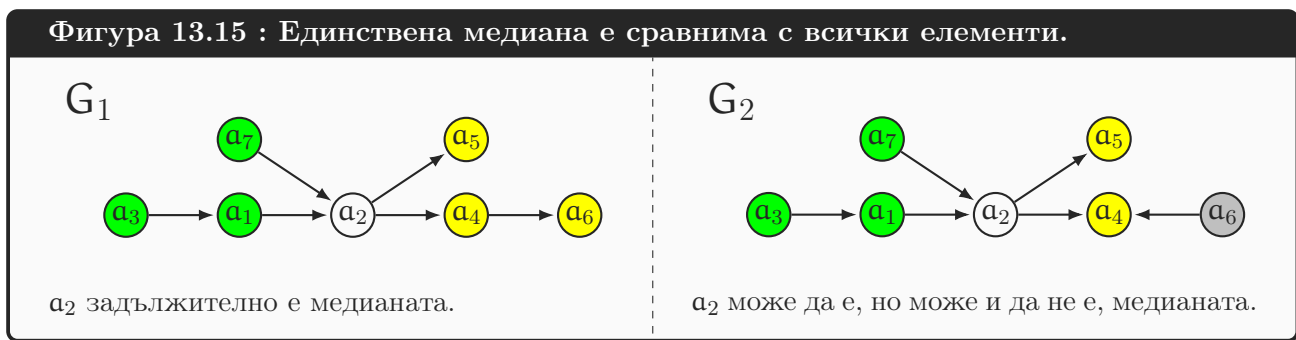 Фигура 13.15 : Единствена медиана е сравнима с всички елементи.
G₁
a₇ a₅
a₃ a₁ a₂ a₄ a₆
a₂ задължително е медианата.
G₂
a₇ a₅
a₃ a₁ a₂ a₄ a₆
a₂ може да е, но може и да не е, медианата.